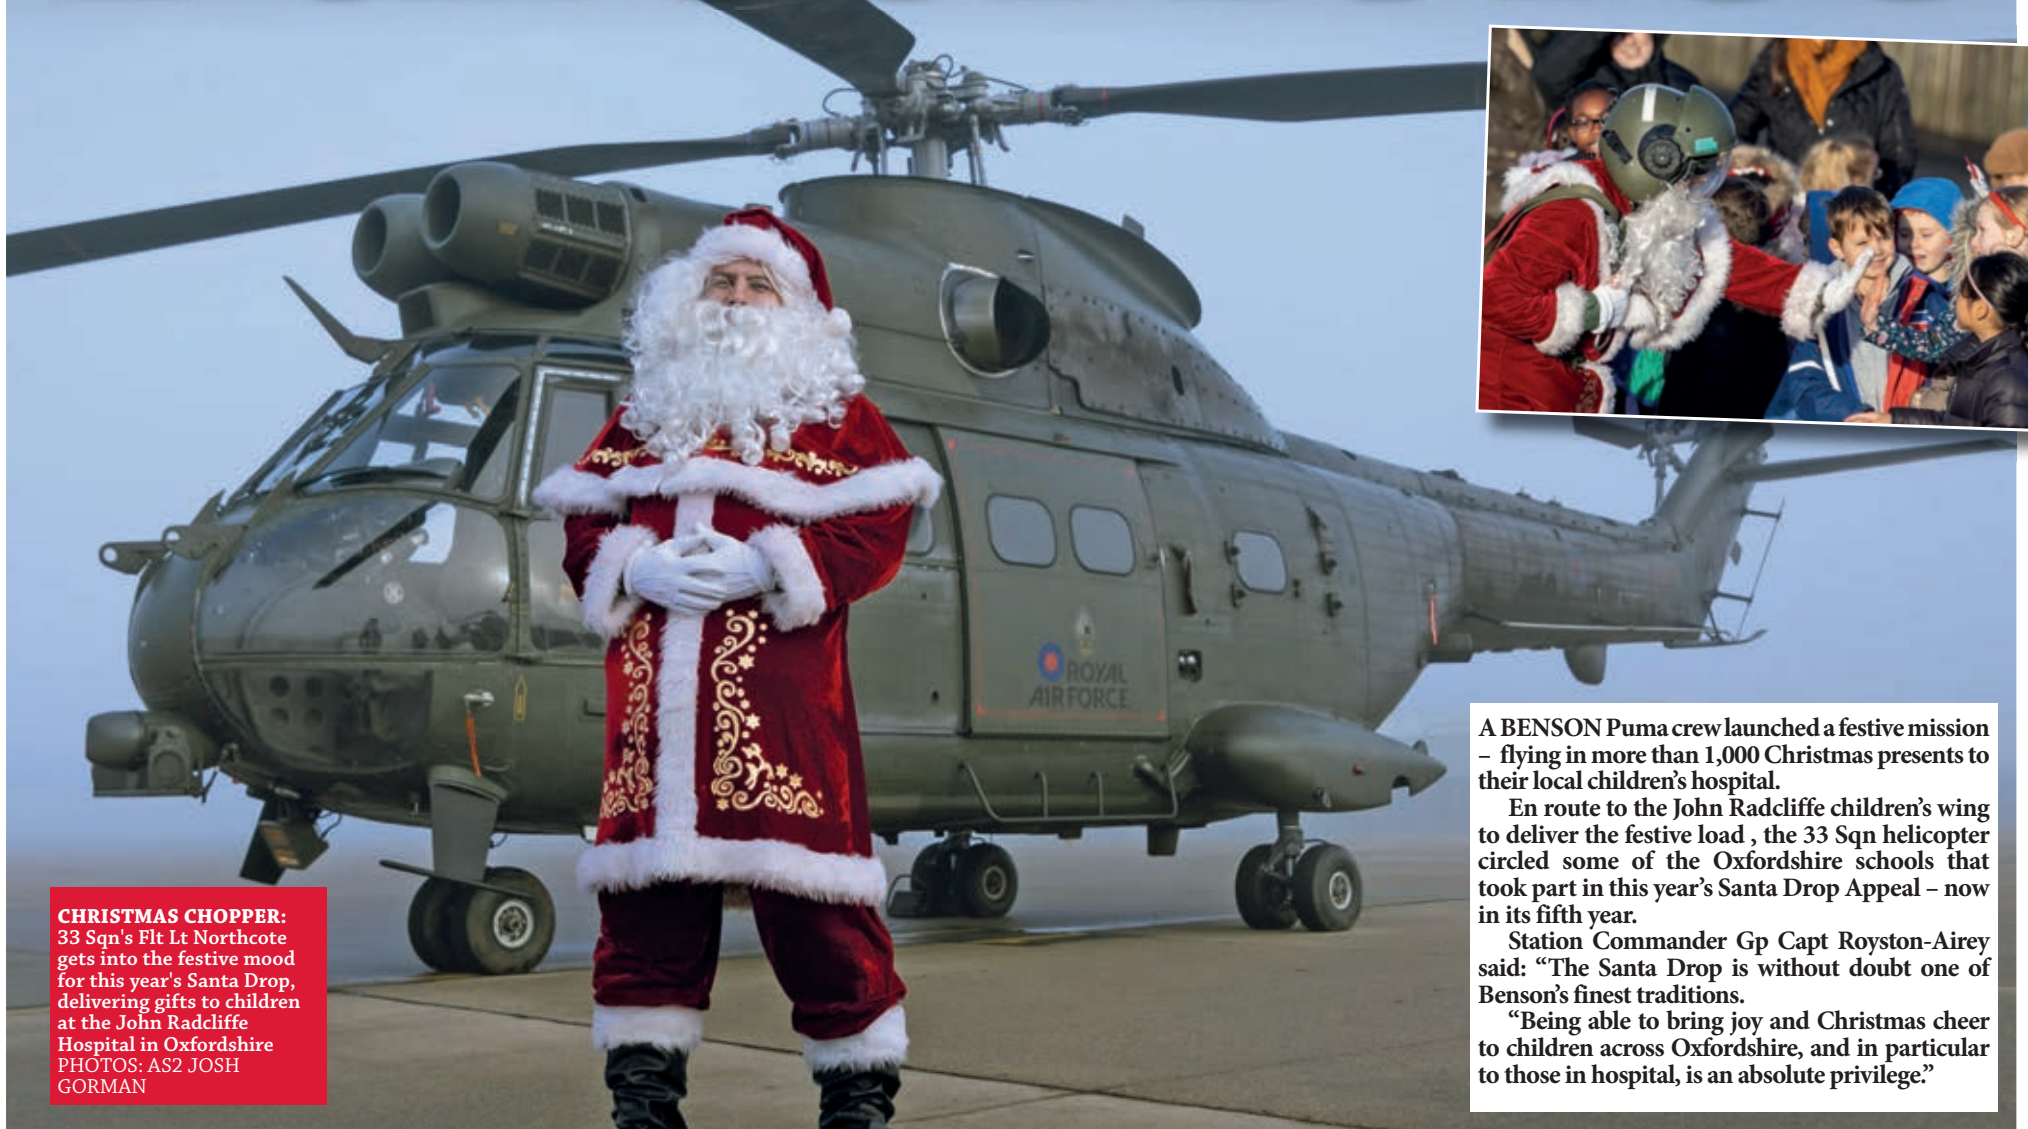 ROYAL
AIR FORCE
CHRISTMAS CHOPPER:
33 Sqn's Flt Lt Northcote
gets into the festive mood
for this year's Santa Drop,
delivering gifts to children
at the John Radcliffe
Hospital in Oxfordshire
PHOTOS: AS2 JOSH
GORMAN
A BENSON Puma crew launched a festive mission
– flying in more than 1,000 Christmas presents to
their local children’s hospital.
En route to the John Radcliffe children’s wing
to deliver the festive load , the 33 Sqn helicopter
circled some of the Oxfordshire schools that
took part in this year’s Santa Drop Appeal – now
in its fifth year.
Station Commander Gp Capt Royston-Airey
said: “The Santa Drop is without doubt one of
Benson’s finest traditions.
“Being able to bring joy and Christmas cheer
to children across Oxfordshire, and in particular
to those in hospital, is an absolute privilege.”